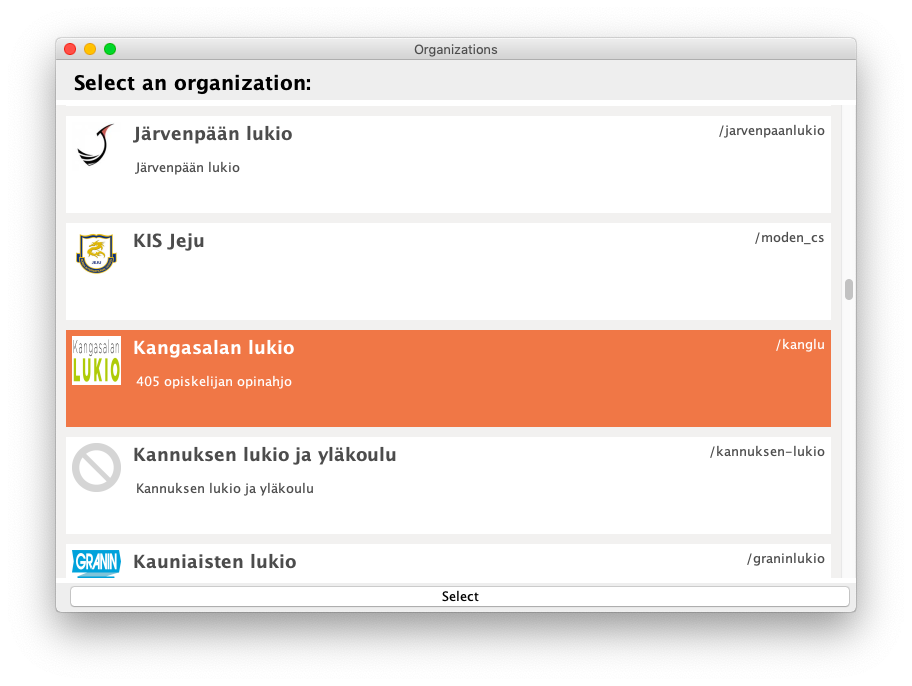 Organizations
Select an organization:
Järvenpään lukio
/jarvenpaanlukio
Järvenpään lukio
KIS Jeju
/moden_cs
JEJU
Kangasalan
LUKIO
Kangasalan lukio
/kanglu
405 opiskelijan opinahjo
Kannuksen lukio ja yläkoulu
/kannuksen-lukio
Kannuksen lukio ja yläkoulu
GRANIN
Kauniaisten lukio
/graninlukio
Select